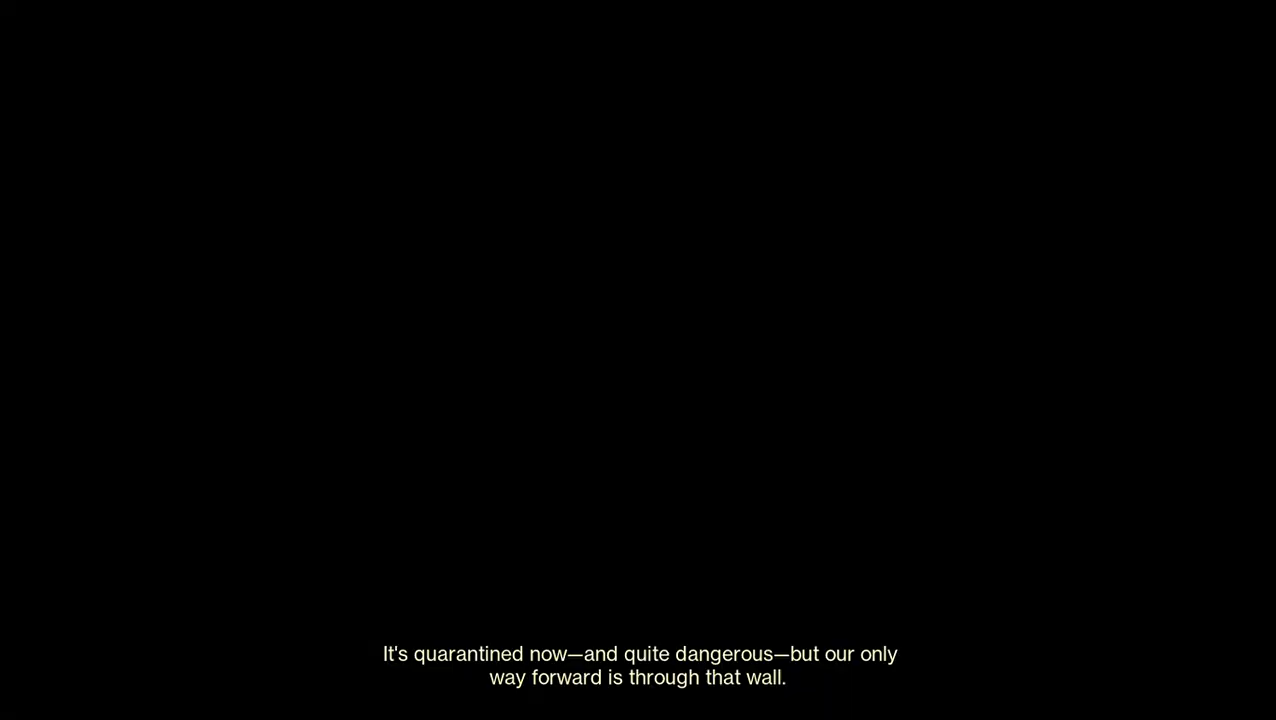 It's quarantined now—and quite dangerous—but our only
way forward is through that wall.